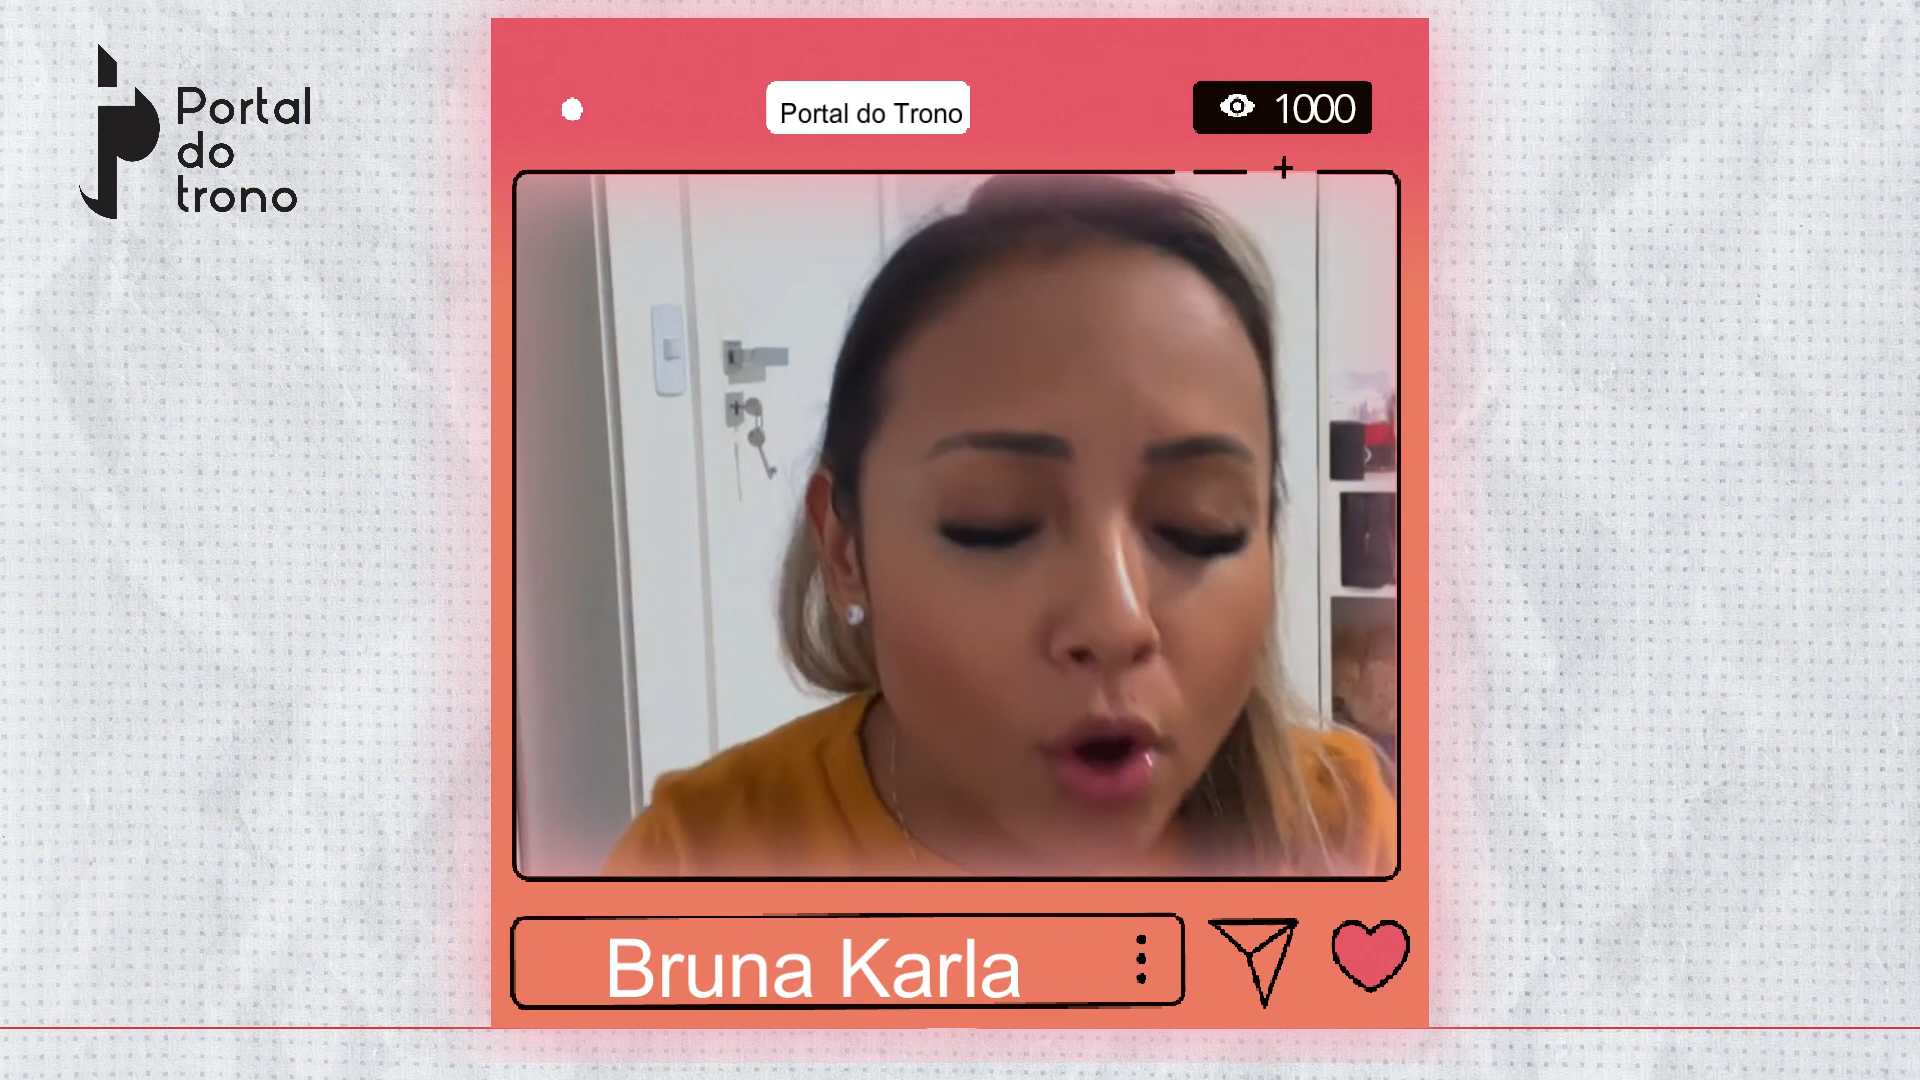 Portal
do
trono
Portal do Trono
1000
Bruna Karla